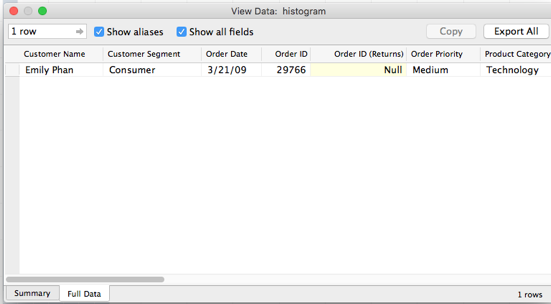 View Data: histogram
1 row Show aliases Show all fields Copy Export All
Customer Name Customer Segment Order Date Order ID Order ID (Returns) Order Priority Product Category
Emily Phan Consumer 3/21/09 29766 Null Medium Technology
Summary Full Data 1 rows